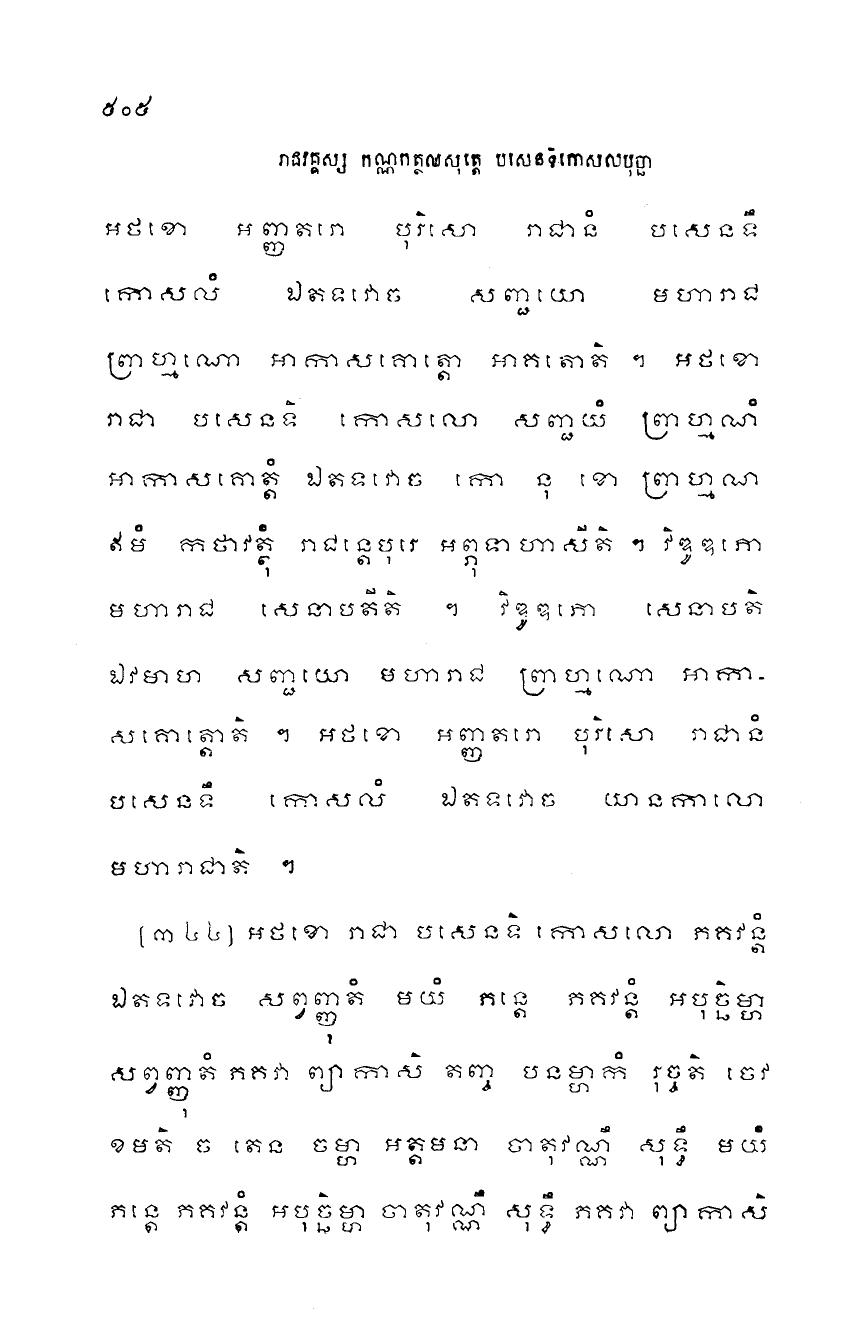 ៥០៥
រាជវគ្គស្ស កណ្ណកត្ថលសុត្តេ បសេនទិកោសលបុច្ឆា
អថខោ អញ្ញតរោ បុរិសោ រាជានំ បសេនទឹ
កោសលំ ឯតទវោច សញ្ជយោ មហារាជ
ព្រាហ្មណោ អាកាសគោត្តោ អាគតោតិ ។ អថខោ
រាជា បសេនទិ កោសលោ សញ្ជយំ ព្រាហ្មណំ
អាកាសគោត្តំ ឯតទវោច កោ នុ ខោ ព្រាហ្មណ
ឥមំ កថាវត្ថុំ រាជន្តេបុរេ អព្ភុទាហាសីតិ ។ វិឌូឌភោ
មហារាជ សេនាបតីតិ ។ វិឌូឌភោ សេនាបតិ
ឯវមាហ សញ្ជយោ មហារាជ ព្រាហ្មណោ អាកា-
សគោត្តោតិ ។ អថខោ អញ្ញតរោ បុរិសោ រាជានំ
បសេនទឹ កោសលំ ឯតទវោច យានកាលោ
មហារាជាតិ ។
[៣៤៤] អថខោ រាជា បសេនទិ កោសលោ ភគវន្តំ
ឯតទវោច សព្វញ្ញុតំ មយំ ភន្តេ ភគវន្តំ អបុច្ឆិម្ហា
សព្វញ្ញុតំ ភគវា ព្យាកាសិ តញ្ច បនម្ហាកំ រុច្ចតិ ចេវ
ខមតិ ច តេន ចម្ហា អត្តមនា ចាតុវណ្ណឹ សុទ្ធឹ មយំ
ភន្តេ ភគវន្តំ អបុច្ឆិម្ហា ចាតុវណ្ណឹ សុទ្ធឹ ភគវា ព្យាកាសិ